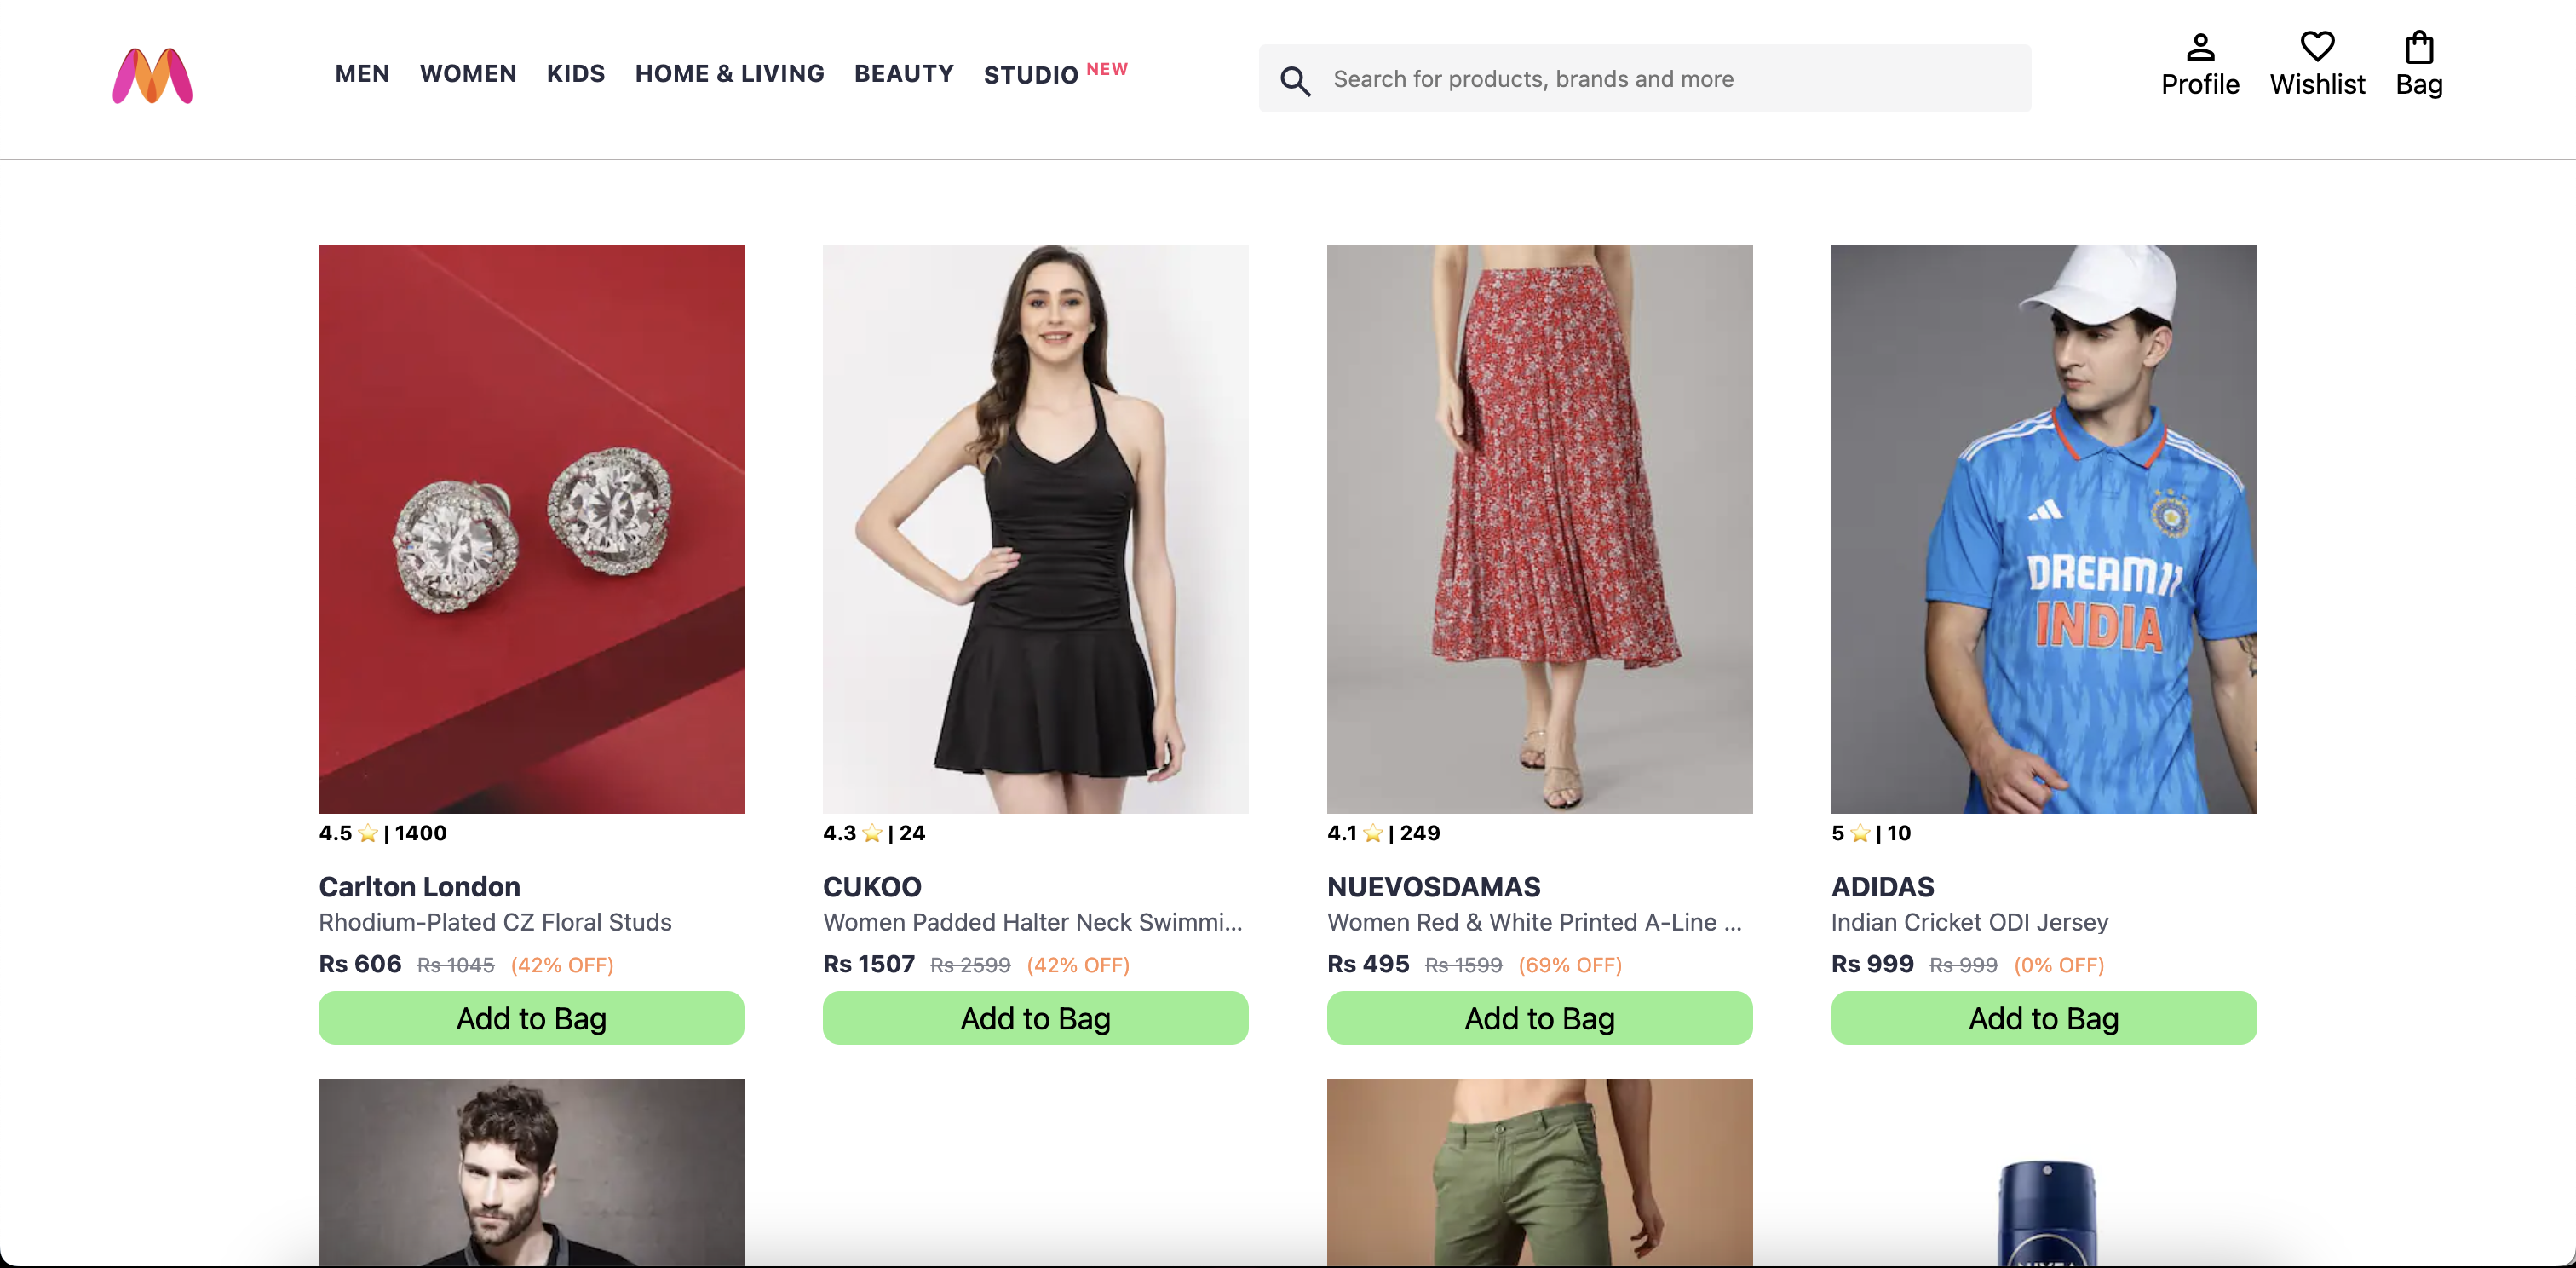 MEN WOMEN KIDS HOME & LIVING BEAUTY STUDIO NEW
Search for products, brands and more
Profile Wishlist Bag
DREAM11
INDIA
4.5 ⭐ | 1400
Carlton London
Rhodium-Plated CZ Floral Studs
Rs 606 Rs 1045 (42% OFF)
Add to Bag
4.3 ⭐ | 24
CUKOO
Women Padded Halter Neck Swimmi...
Rs 1507 Rs 2599 (42% OFF)
Add to Bag
4.1 ⭐ | 249
NUEVOSDAMAS
Women Red & White Printed A-Line ...
Rs 495 Rs 1599 (69% OFF)
Add to Bag
5 ⭐ | 10
ADIDAS
Indian Cricket ODI Jersey
Rs 999 Rs 999 (0% OFF)
Add to Bag